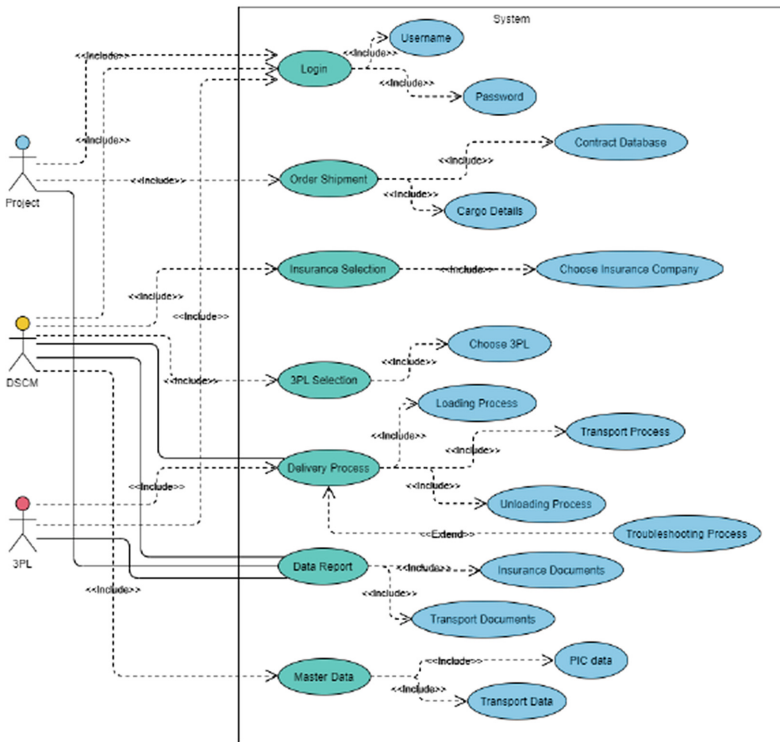 System
Username
<<Include>>
<<Include>>
Login
<<Include>>
Password
<<Include>>
Contract Database
<<Include>>
Project
<<Include>>
Order Shipment
<<Include>>
Cargo Details
Insurance Selection
<<Include>>
Choose Insurance Company
<<Include>>
<<Include>>
Choose 3PL
DSCM
<<Include>>
3PL Selection
<<Include>>
Loading Process
Transport Process
<<Include>>
Delivery Process
<<Include>>
<<Include>>
<<Include>>
Unloading Process
<<Extend>>
Troubleshooting Process
3PL
Data Report
<<Include>>
Insurance Documents
<<Include>>
<<Include>>
Transport Documents
<<Include>>
PIC data
Master Data
<<Include>>
Transport Data